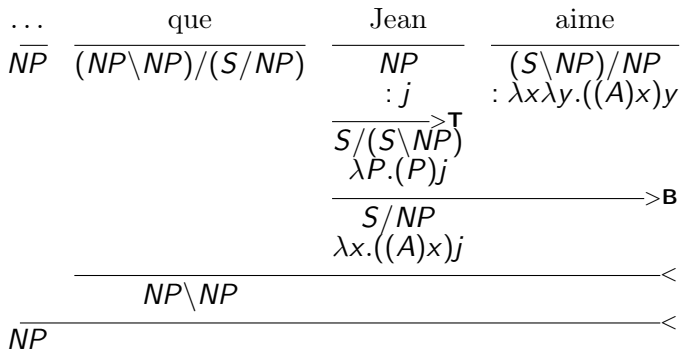 ... que Jean aime
NP (NP\NP)/(S/NP) NP (S\NP)/NP
: j : λxλy.((A)x)y
>T
S/(S\NP)
λP.(P)j
>B
S/NP
λx.((A)x)j
<
NP\NP
<
NP